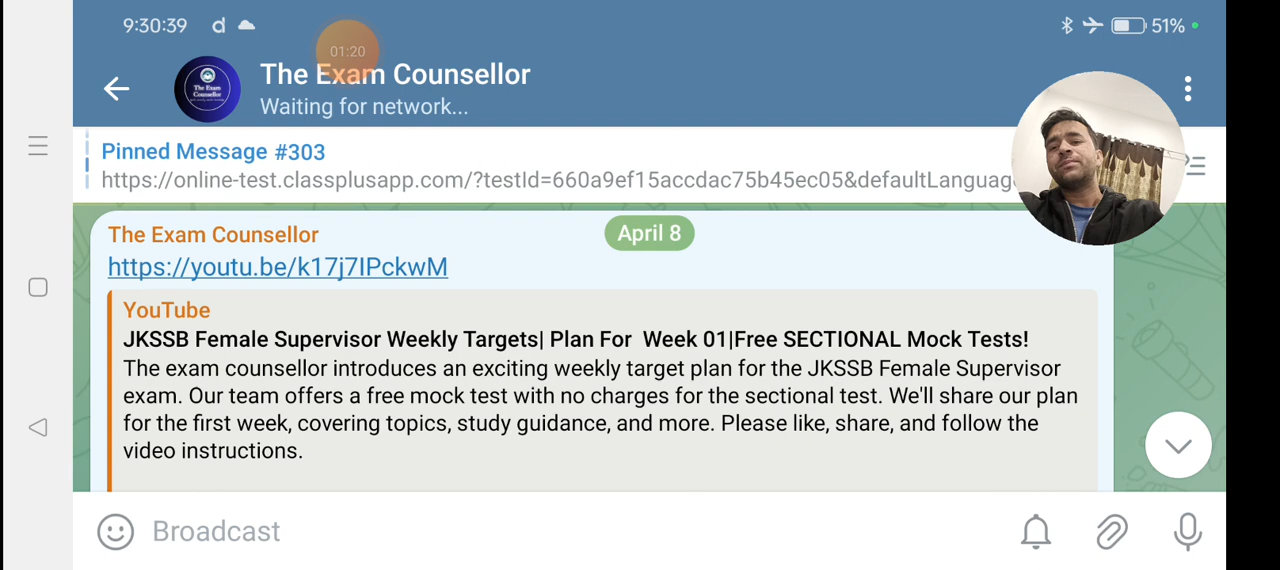 9:30:39 d 51%
01:20
The Exam Counsellor
Waiting for network...
The Exam
Counsellor
Pinned Message #303
https://online-test.classplusapp.com/?testId=660a9ef15accdac75b45ec05&defaultLanguag
April 8
The Exam Counsellor
https://youtu.be/k17j7IPckwM
YouTube
JKSSB Female Supervisor Weekly Targets| Plan For Week 01|Free SECTIONAL Mock Tests!
The exam counsellor introduces an exciting weekly target plan for the JKSSB Female Supervisor
exam. Our team offers a free mock test with no charges for the sectional test. We'll share our plan
for the first week, covering topics, study guidance, and more. Please like, share, and follow the
video instructions.
Broadcast